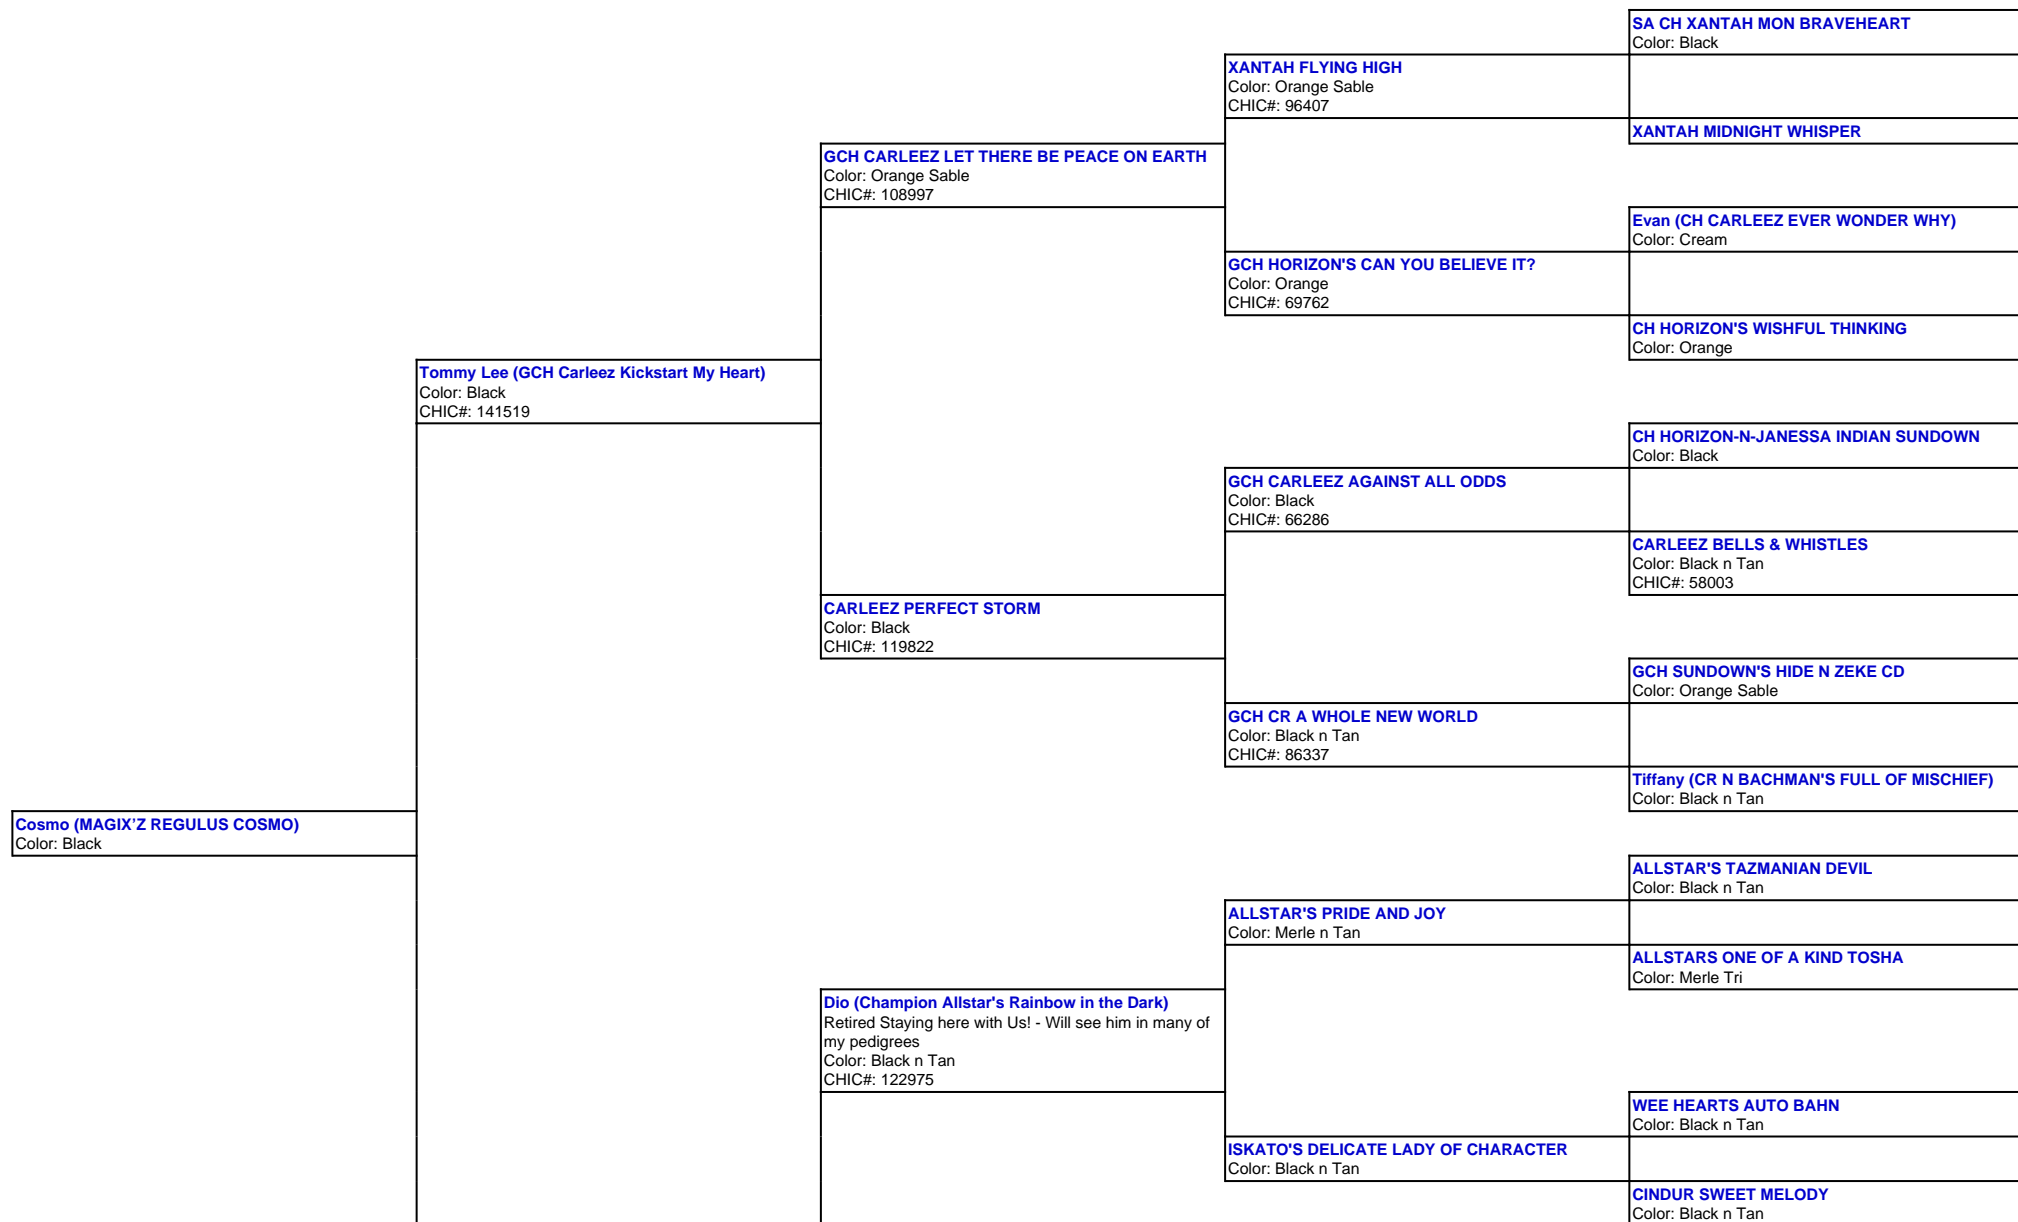 SA CH XANTAH MON BRAVEHEART
Color: Black
XANTAH FLYING HIGH
Color: Orange Sable
CHIC#: 96407
XANTAH MIDNIGHT WHISPER
GCH CARLEEZ LET THERE BE PEACE ON EARTH
Color: Orange Sable
CHIC#: 108997
Evan (CH CARLEEZ EVER WONDER WHY)
Color: Cream
GCH HORIZON'S CAN YOU BELIEVE IT?
Color: Orange
CHIC#: 69762
CH HORIZON'S WISHFUL THINKING
Color: Orange
Tommy Lee (GCH Carleez Kickstart My Heart)
Color: Black
CHIC#: 141519
CH HORIZON-N-JANESSA INDIAN SUNDOWN
Color: Black
GCH CARLEEZ AGAINST ALL ODDS
Color: Black
CHIC#: 66286
CARLEEZ BELLS & WHISTLES
Color: Black n Tan
CHIC#: 58003
CARLEEZ PERFECT STORM
Color: Black
CHIC#: 119822
GCH SUNDOWN'S HIDE N ZEKE CD
Color: Orange Sable
GCH CR A WHOLE NEW WORLD
Color: Black n Tan
CHIC#: 86337
Tiffany (CR N BACHMAN'S FULL OF MISCHIEF)
Color: Black n Tan
Cosmo (MAGIX’Z REGULUS COSMO)
Color: Black
ALLSTAR'S TAZMANIAN DEVIL
Color: Black n Tan
ALLSTAR'S PRIDE AND JOY
Color: Merle n Tan
ALLSTARS ONE OF A KIND TOSHA
Color: Merle Tri
Dio (Champion Allstar's Rainbow in the Dark)
Retired Staying here with Us! - Will see him in many of
my pedigrees
Color: Black n Tan
CHIC#: 122975
WEE HEARTS AUTO BAHN
Color: Black n Tan
ISKATO'S DELICATE LADY OF CHARACTER
Color: Black n Tan
CINDUR SWEET MELODY
Color: Black n Tan